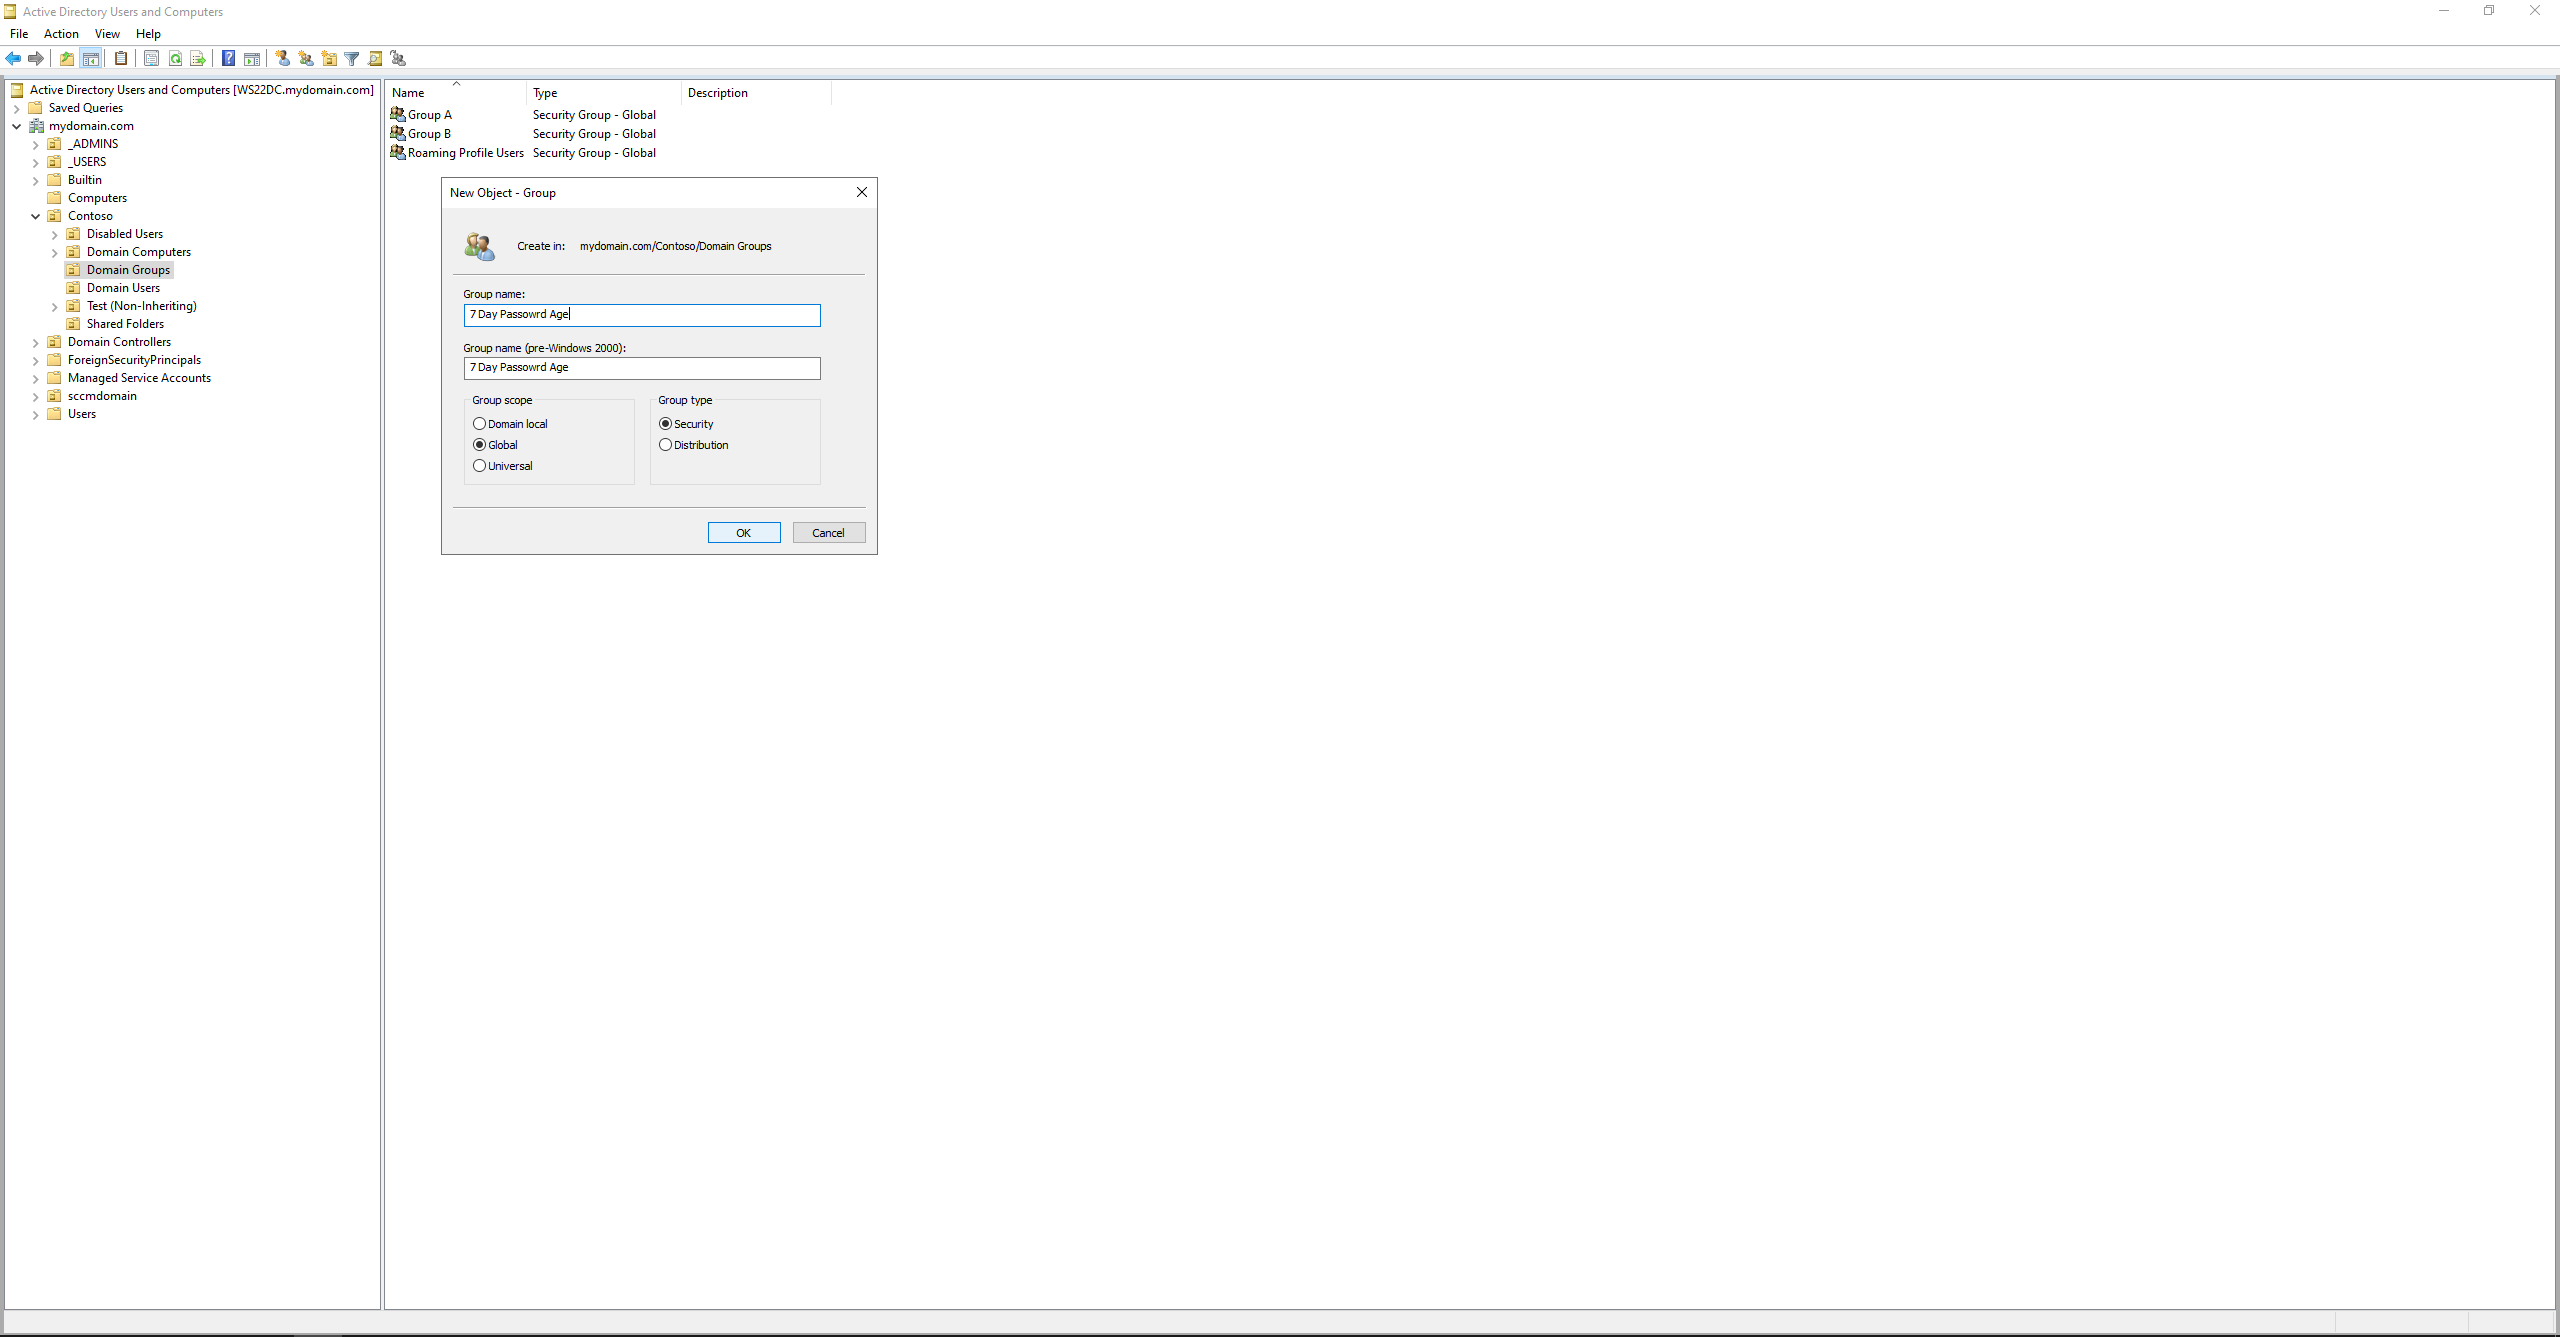 Active Directory Users and Computers
File Action View Help
Active Directory Users and Computers [WS22DC.mydomain.com]
Saved Queries
mydomain.com
_ADMINS
_USERS
Builtin
Computers
Contoso
Disabled Users
Domain Computers
Domain Groups
Domain Users
Test (Non-Inheriting)
Shared Folders
Domain Controllers
ForeignSecurityPrincipals
Managed Service Accounts
sccmdomain
Users
Name Type Description
Group A Security Group - Global
Group B Security Group - Global
Roaming Profile Users Security Group - Global
New Object - Group
Create in: mydomain.com/Contoso/Domain Groups
Group name:
7 Day Passowrd Age
Group name (pre-Windows 2000):
7 Day Passowrd Age
Group scope
Domain local
Global
Universal
Group type
Security
Distribution
OK Cancel